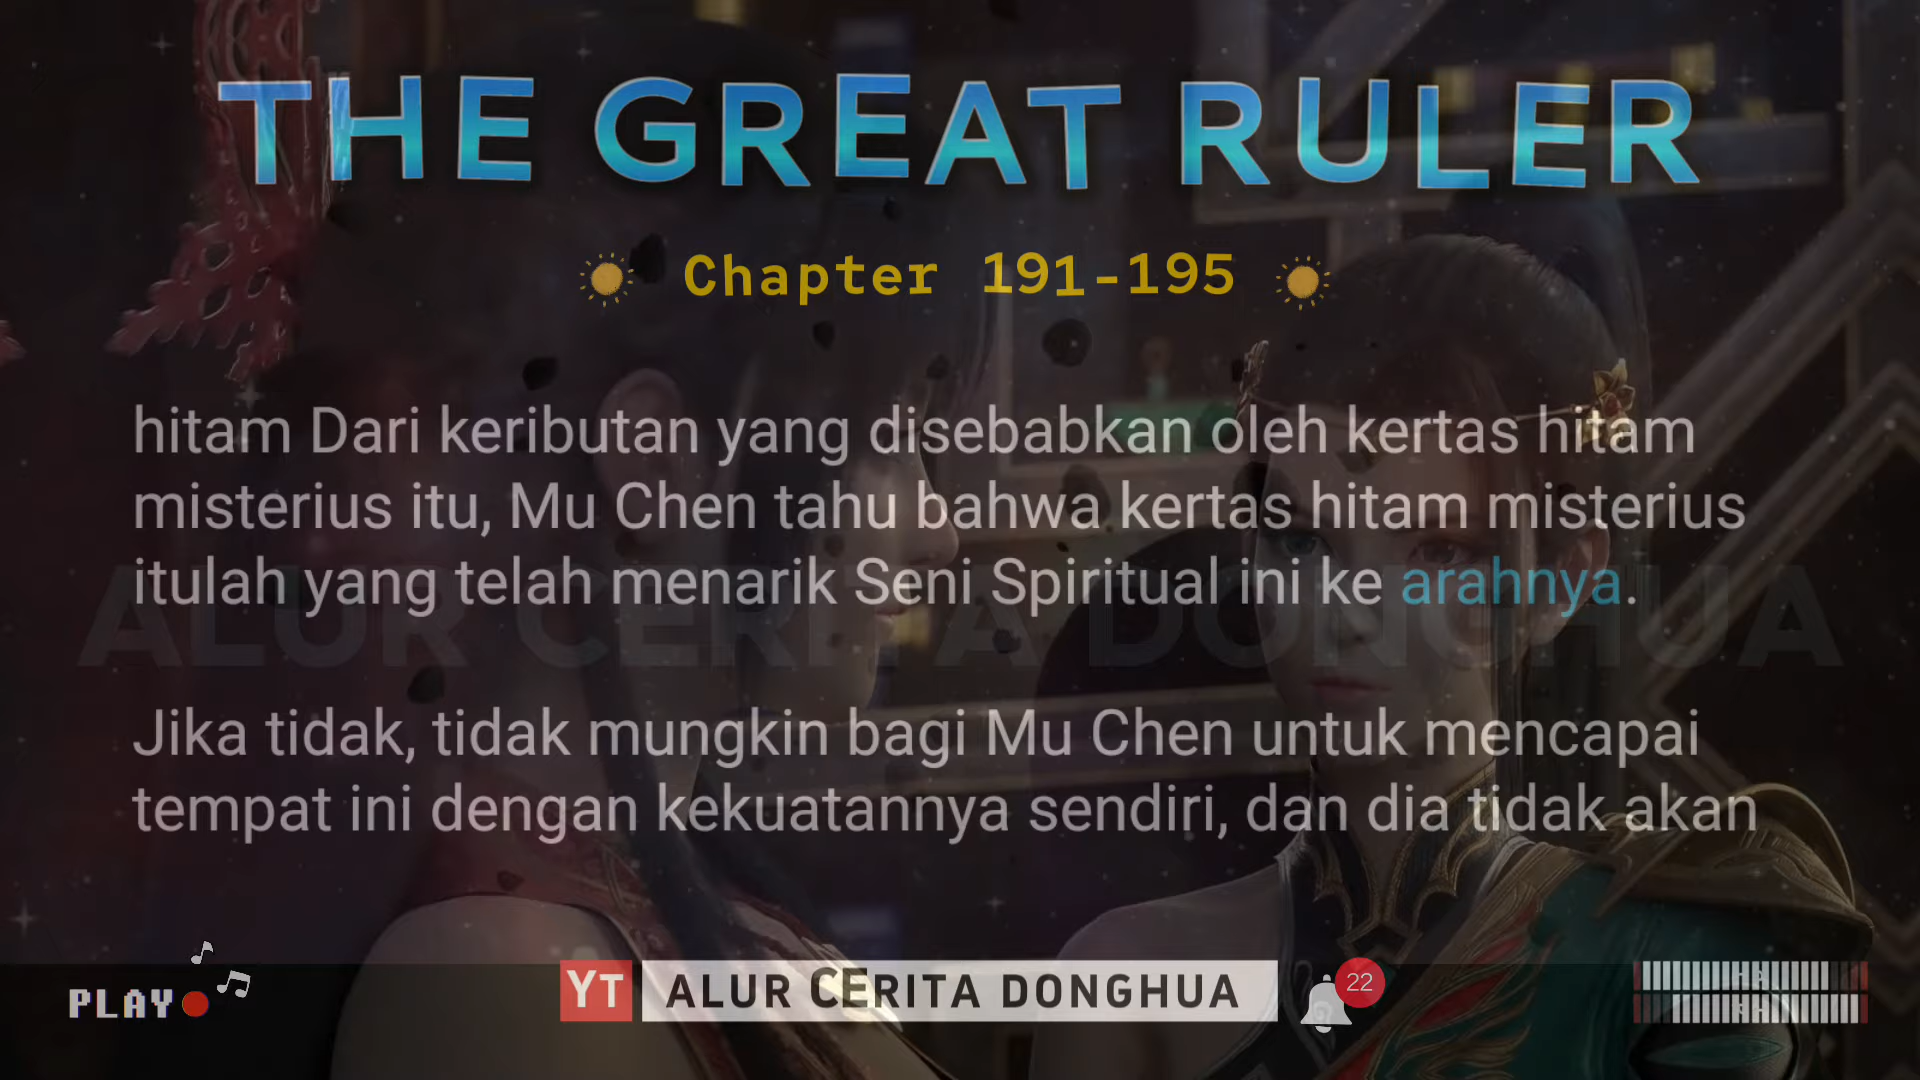 THE GREAT RULER
Chapter 191-195
hitam Dari keributan yang disebabkan oleh kertas hitam
misterius itu, Mu Chen tahu bahwa kertas hitam misterius
itulah yang telah menarik Seni Spiritual ini ke arahnya.
ALUR CERITA DONGHUA
Jika tidak, tidak mungkin bagi Mu Chen untuk mencapai
tempat ini dengan kekuatannya sendiri, dan dia tidak akan
PLAY
YT ALUR CERITA DONGHUA
22